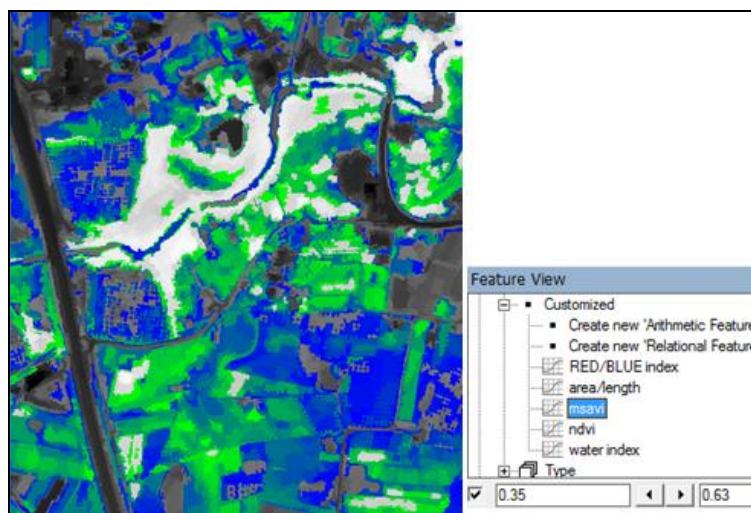 Feature View
Customized
Create new 'Arithmetic Feature
Create new 'Relational Feature
RED/BLUE index
area/length
msavi
ndvi
water index
Type
0.35
0.63